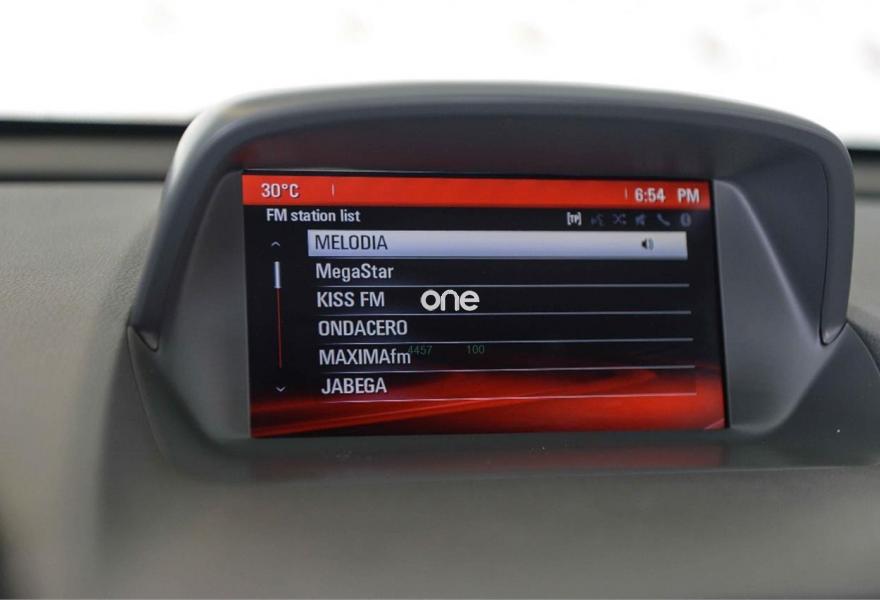 30°C 6:54 PM
FM station list [TP]
MELODIA
MegaStar
KISS FM
one
ONDACERO
MAXIMAfm
4457 100
JABEGA